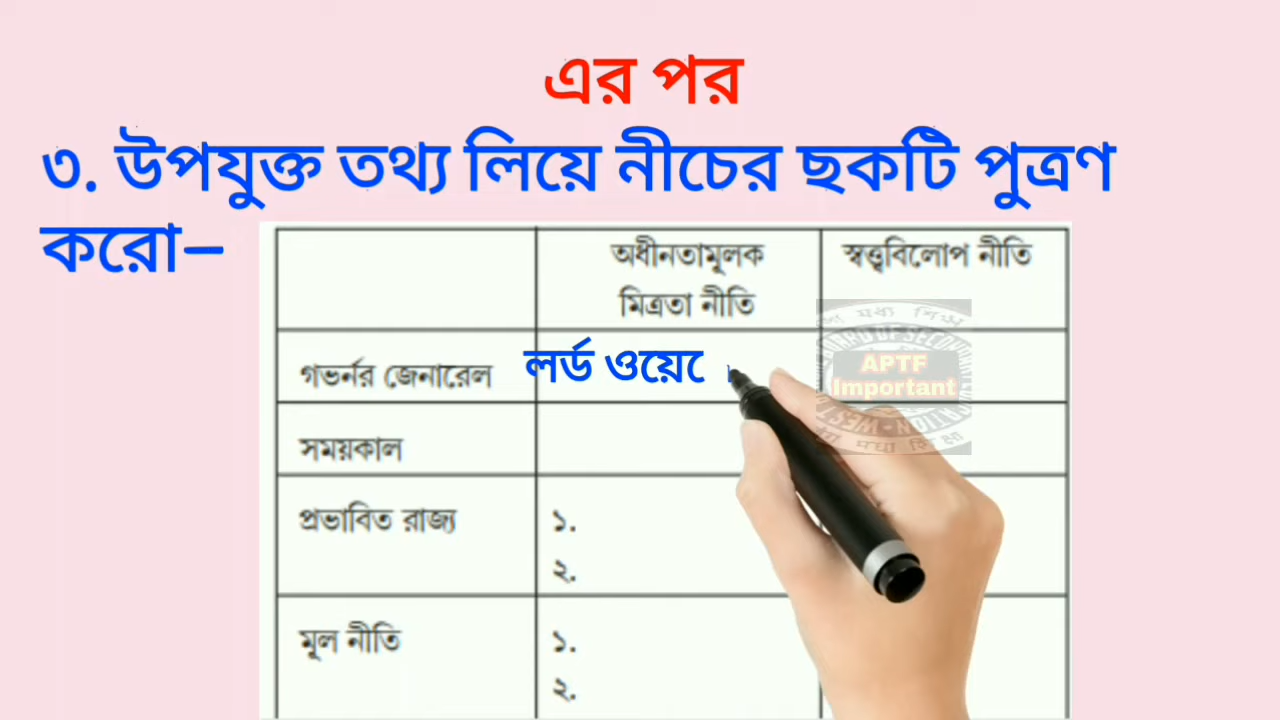 এর পর
৩. উপযুক্ত তথ্য লিয়ে নীচের ছকটি পুত্রণ
করো−
অধীনতামূলক
মিত্রতা নীতি
স্বত্ত্ববিলোপ নীতি
গভর্নর জেনারেল
লর্ড ওয়ে
সময়কাল
প্রভাবিত রাজ্য
১.
২.
মূল নীতি
১.
২.
APTF
Important